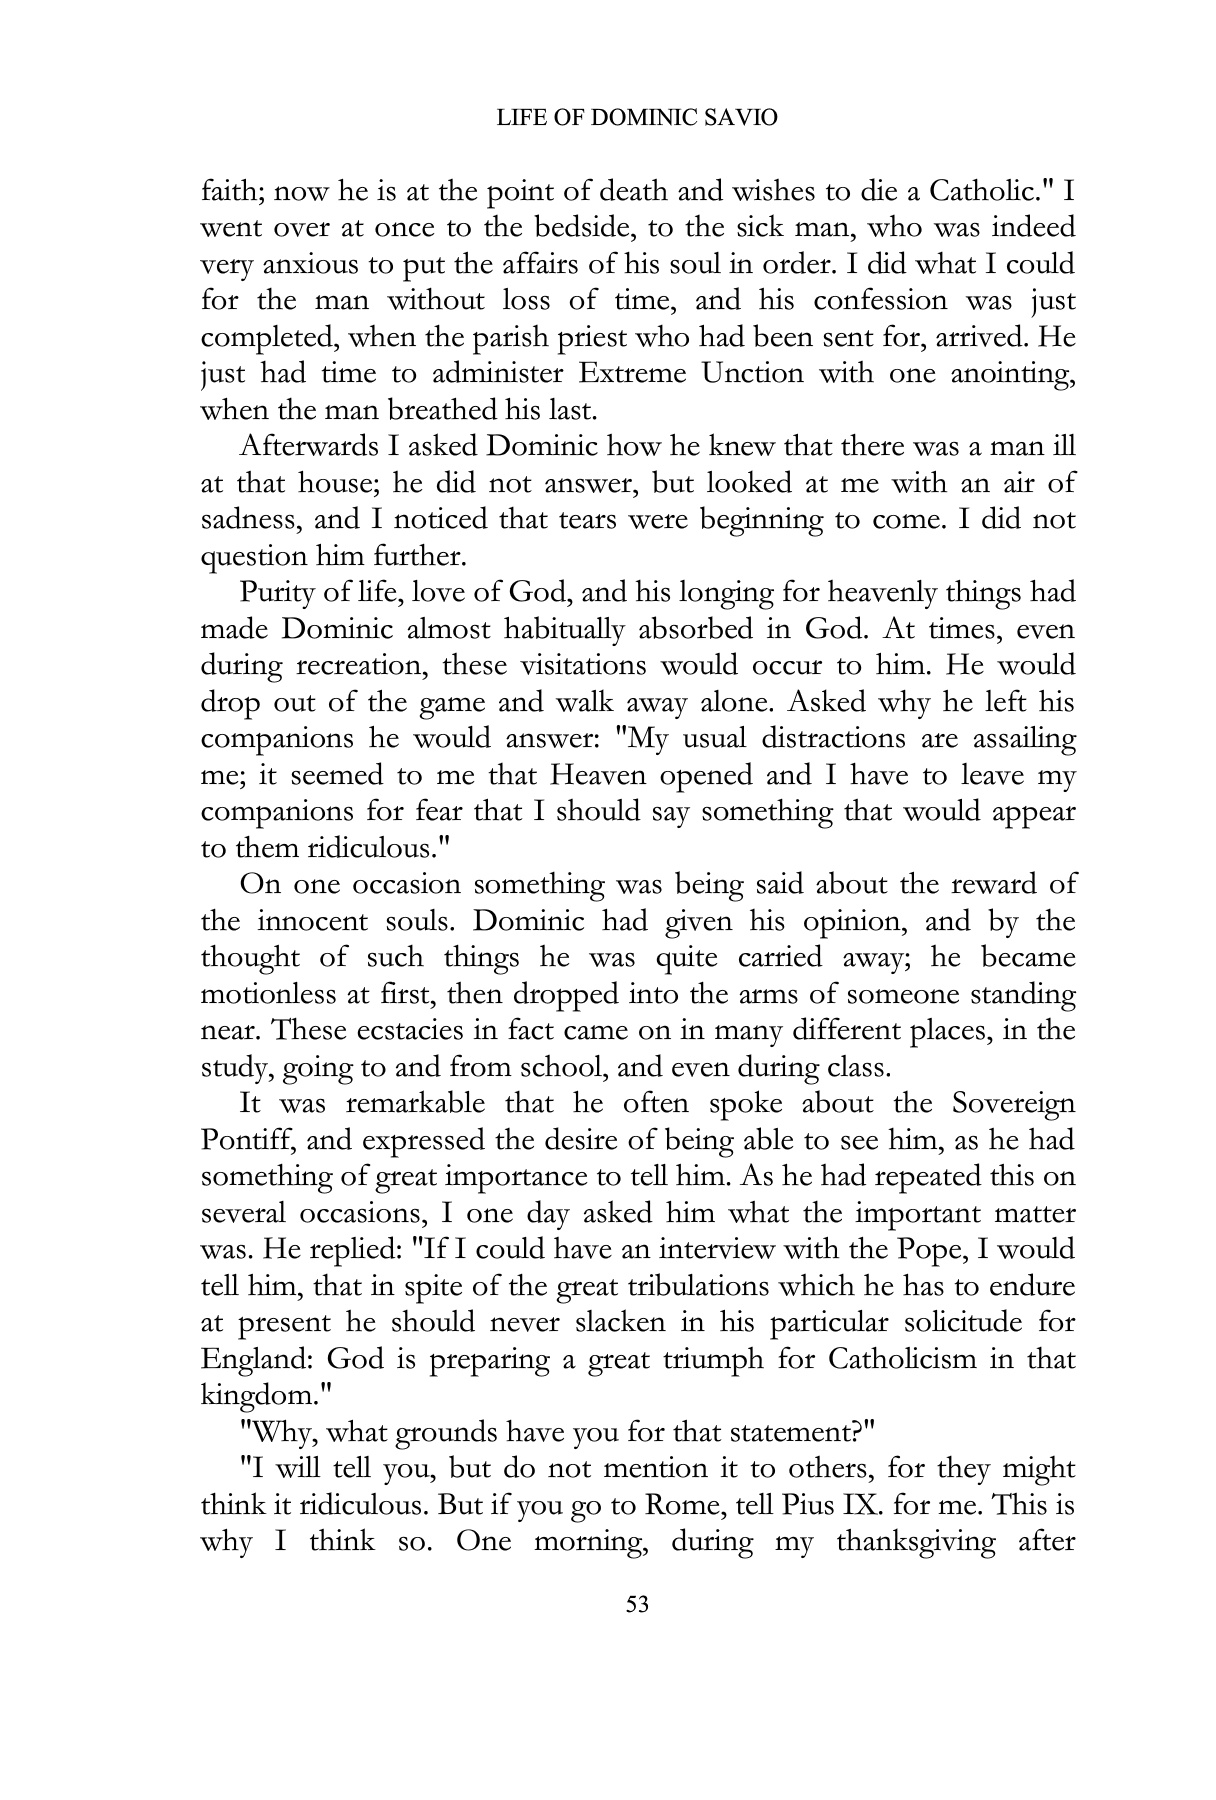 LIFE OF DOMINIC SAVIO
faith; now he is at the point of death and wishes to die a Catholic." I
went over at once to the bedside, to the sick man, who was indeed
very anxious to put the affairs of his soul in order. I did what I could
for the man without loss of time, and his confession was just
completed, when the parish priest who had been sent for, arrived. He
just had time to administer Extreme Unction with one anointing,
when the man breathed his last.
Afterwards I asked Dominic how he knew that there was a man ill
at that house; he did not answer, but looked at me with an air of
sadness, and I noticed that tears were beginning to come. I did not
question him further.
Purity of life, love of God, and his longing for heavenly things had
made Dominic almost habitually absorbed in God. At times, even
during recreation, these visitations would occur to him. He would
drop out of the game and walk away alone. Asked why he left his
companions he would answer: "My usual distractions are assailing
me; it seemed to me that Heaven opened and I have to leave my
companions for fear that I should say something that would appear
to them ridiculous."
On one occasion something was being said about the reward of
the innocent souls. Dominic had given his opinion, and by the
thought of such things he was quite carried away; he became
motionless at first, then dropped into the arms of someone standing
near. These ecstacies in fact came on in many different places, in the
study, going to and from school, and even during class.
It was remarkable that he often spoke about the Sovereign
Pontiff, and expressed the desire of being able to see him, as he had
something of great importance to tell him. As he had repeated this on
several occasions, I one day asked him what the important matter
was. He replied: "If I could have an interview with the Pope, I would
tell him, that in spite of the great tribulations which he has to endure
at present he should never slacken in his particular solicitude for
England: God is preparing a great triumph for Catholicism in that
kingdom."
"Why, what grounds have you for that statement?"
"I will tell you, but do not mention it to others, for they might
think it ridiculous. But if you go to Rome, tell Pius IX. for me. This is
why I think so. One morning, during my thanksgiving after
53